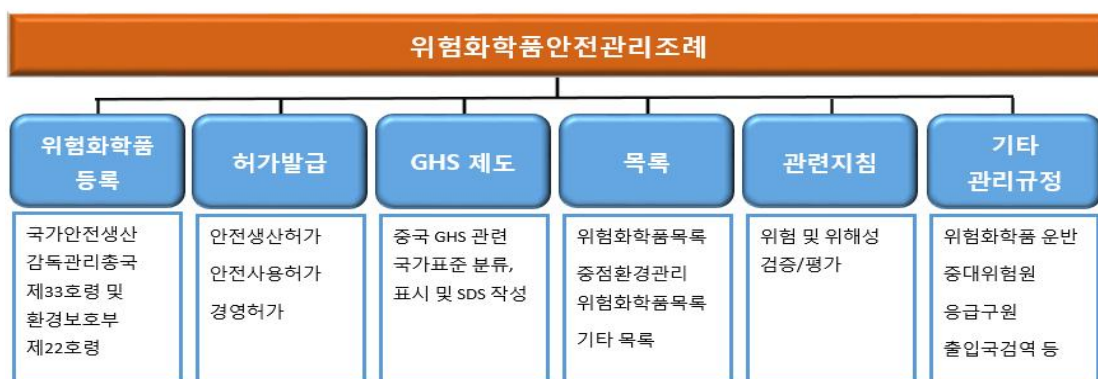 위험화학품안전관리조례
위험화학품
등록
허가발급
GHS 제도
목록
관련지침
기타
관리규정
국가안전생산
감독관리총국
제33호령 및
환경보호부
제22호령
안전생산허가
안전사용허가
경영허가
중국 GHS 관련
국가표준 분류,
표시 및 SDS 작성
위험화학품목록
중점환경관리
위험화학품목록
기타 목록
위험 및 위해성
검증/평가
위험화학품 운반
중대위험원
응급구원
출입국검역 등